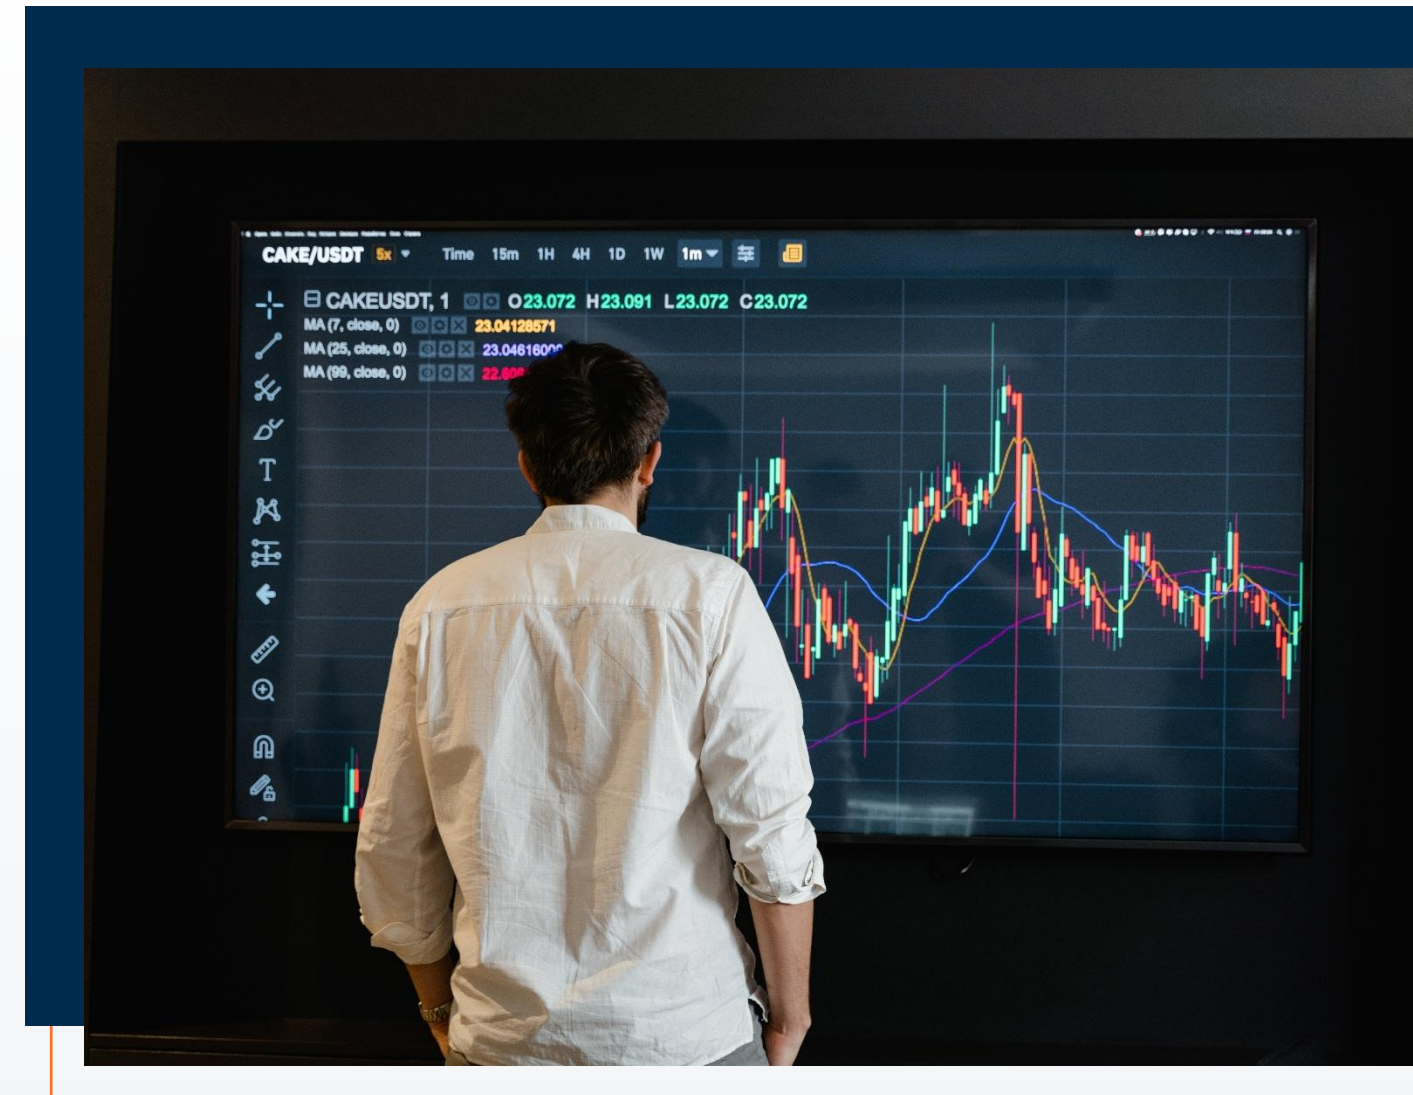 CAKE/USDT 5x Time 15m 1H 4H 1D 1W 1m
CAKEUSDT, 1 O23.072 H23.091 L23.072 C23.072
MA (7, close, 0) 23.04128571
MA (25, close, 0)
MA (99, close, 0)
T